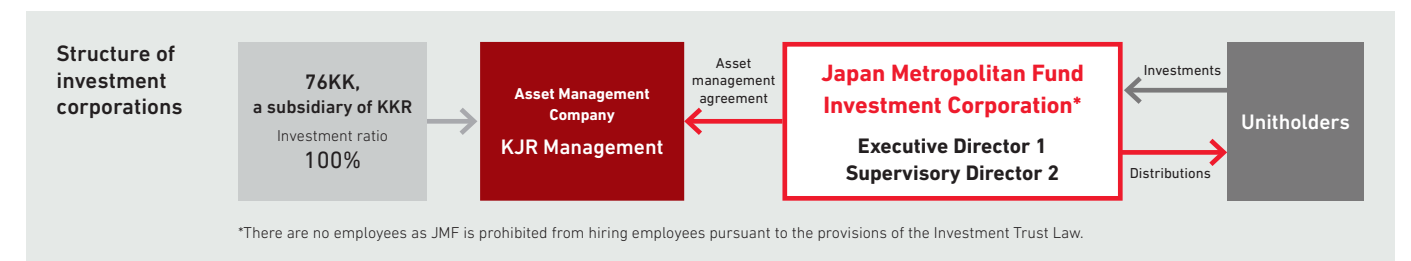 Structure of
investment
corporations
76KK,
a subsidiary of KKR
Investment ratio
100%
Asset Management
Company
KJR Management
Asset
management
agreement
Japan Metropolitan Fund
Investment Corporation*
Executive Director 1
Supervisory Director 2
Investments
Distributions
Unitholders
*There are no employees as JMF is prohibited from hiring employees pursuant to the provisions of the Investment Trust Law.